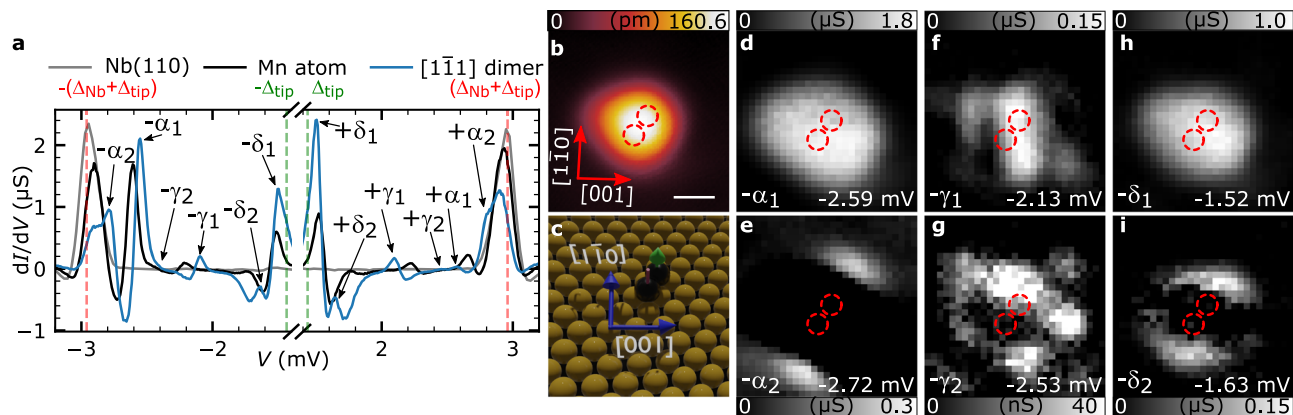 a
Nb(110) Mn atom [11̅1] dimer
-(ΔNb+Δtip) -Δtip Δtip (ΔNb+Δtip)
dI/dV (µS)
2
1
0
−1
−3 −2 2 3
V (mV)
-α1
-α2
-γ2
-γ1
-δ2
-δ1
+δ1
+δ2
+γ1
+γ2
+α1
+α2
0 (pm) 160.6
b
[11̅0]
[001]
c
[11̅0]
[001]
0 (µS) 1.8
d
-α1 -2.59 mV
e
-α2 -2.72 mV
0 (µS) 0.3
0 (µS) 0.15
f
-γ1 -2.13 mV
g
-γ2 -2.53 mV
0 (nS) 40
0 (µS) 1.0
h
-δ1 -1.52 mV
i
-δ2 -1.63 mV
0 (µS) 0.15